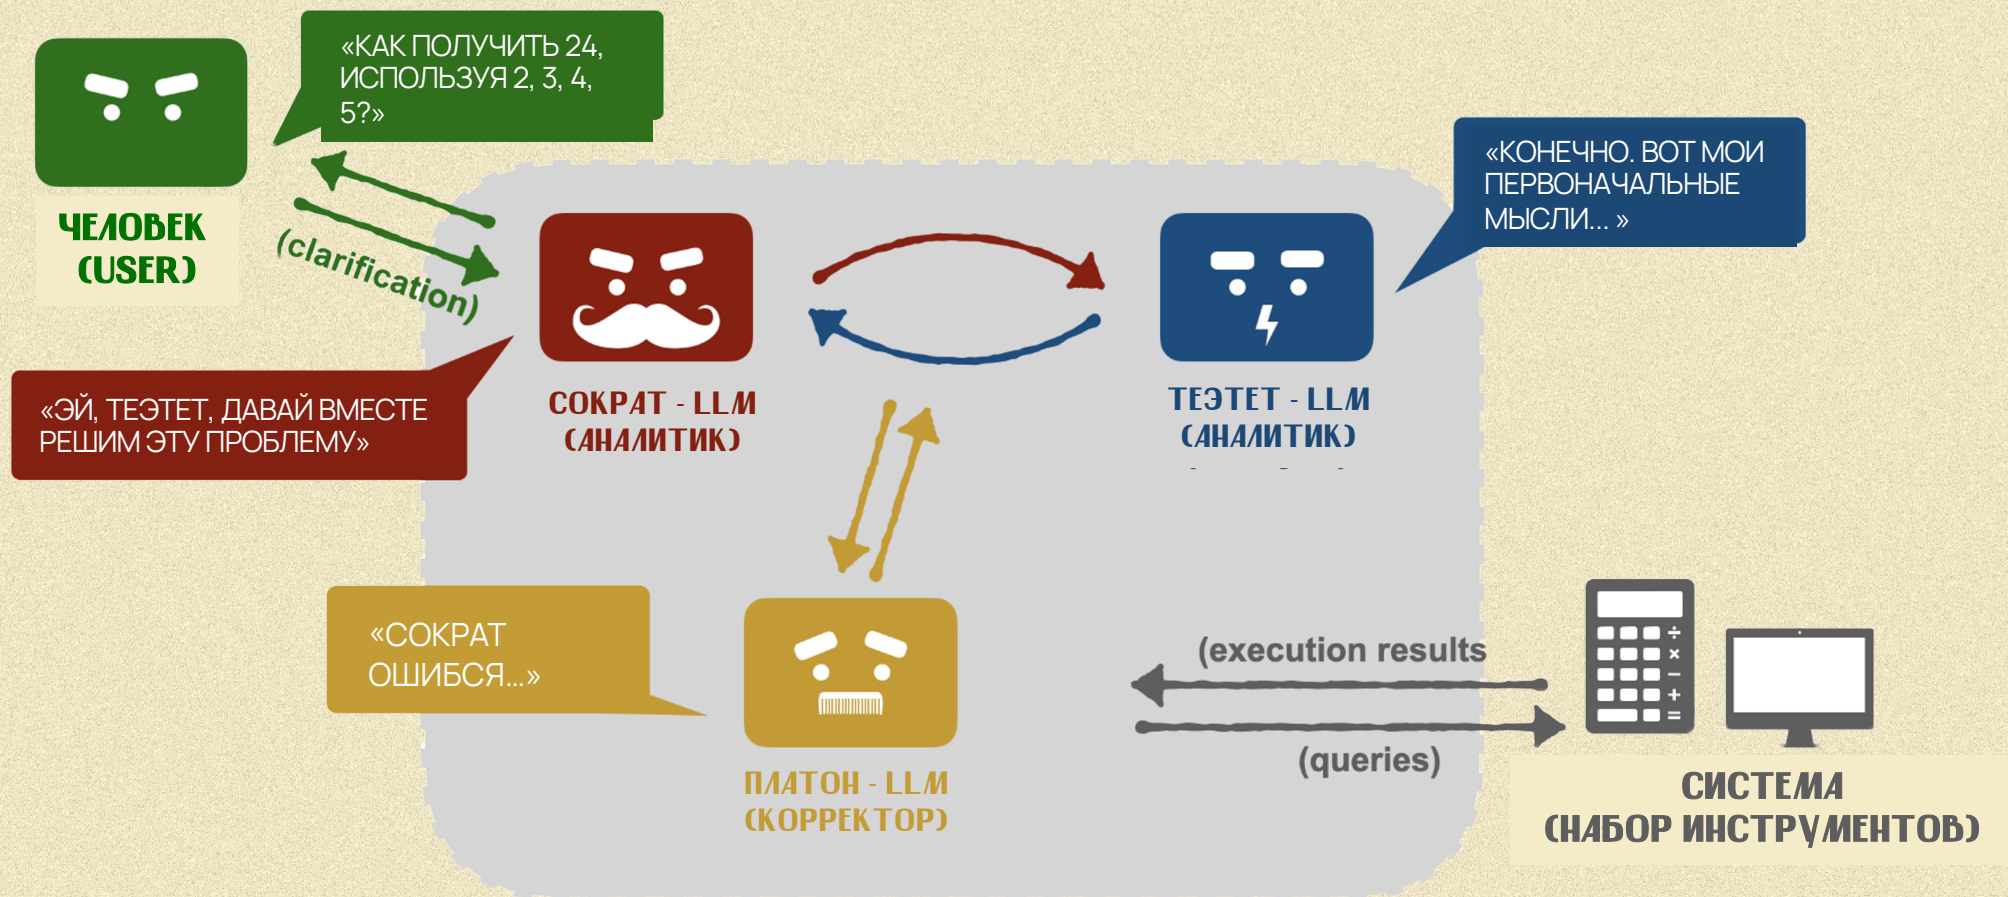 «КАК ПОЛУЧИТЬ 24,
ИСПОЛЬЗУЯ 2, 3, 4,
5?»
ЧЕЛОВЕК
(USER)
(clarification)
«КОНЕЧНО. ВОТ МОИ
ПЕРВОНАЧАЛЬНЫЕ
МЫСЛИ... »
«ЭЙ, ТЕЭТЕТ, ДАВАЙ ВМЕСТЕ
РЕШИМ ЭТУ ПРОБЛЕМУ»
СОКРАТ - LLM
(АНАЛИТИК)
ТЕЭТЕТ - LLM
(АНАЛИТИК)
«СОКРАТ
ОШИБСЯ...»
ПЛАТОН - LLM
(КОРРЕКТОР)
(execution results
(queries)
÷
×
−
+
=
СИСТЕМА
(НАБОР ИНСТРУМЕНТОВ)